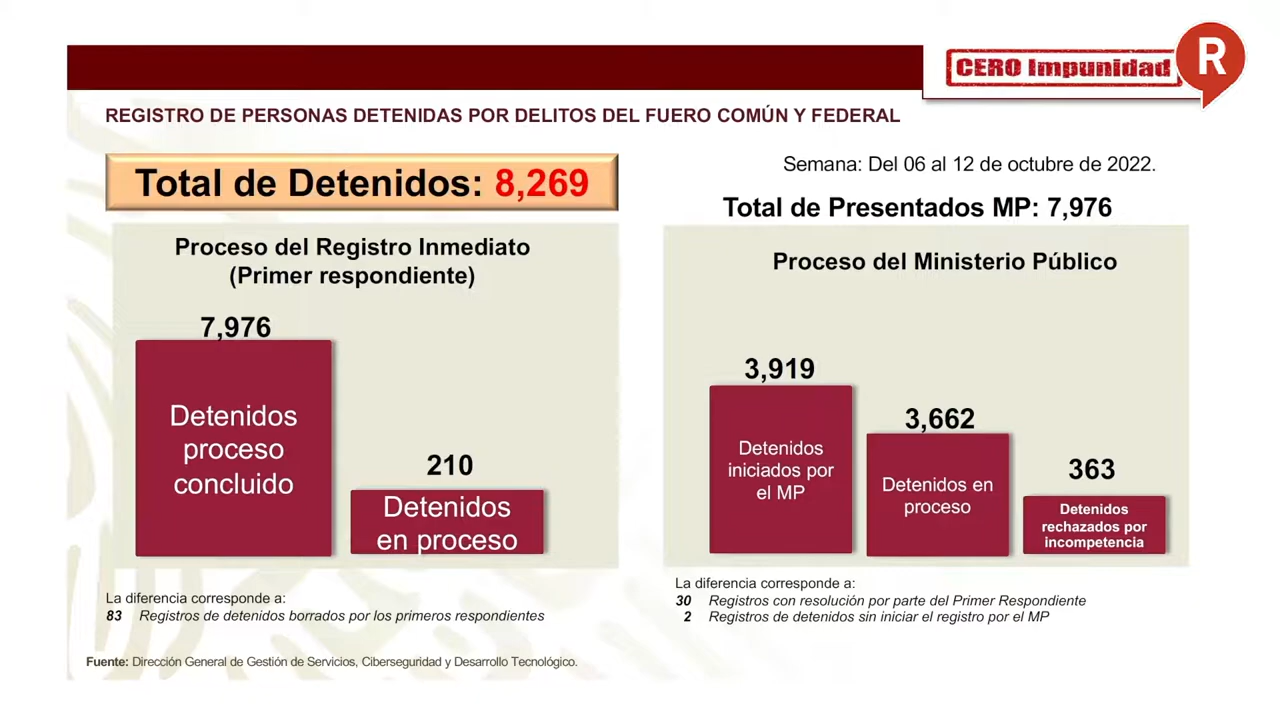 CERO Impunidad
R
REGISTRO DE PERSONAS DETENIDAS POR DELITOS DEL FUERO COMÚN Y FEDERAL
Total de Detenidos: 8,269
Semana: Del 06 al 12 de octubre de 2022.
Total de Presentados MP: 7,976
Proceso del Registro Inmediato
(Primer respondiente)
7,976
Detenidos
proceso
concluido
210
Detenidos
en proceso
La diferencia corresponde a:
83 Registros de detenidos borrados por los primeros respondientes
Proceso del Ministerio Público
3,919
Detenidos
iniciados por
el MP
3,662
Detenidos en
proceso
363
Detenidos
rechazados por
incompetencia
La diferencia corresponde a:
30 Registros con resolución por parte del Primer Respondiente
2 Registros de detenidos sin iniciar el registro por el MP
Fuente: Dirección General de Gestión de Servicios, Ciberseguridad y Desarrollo Tecnológico.